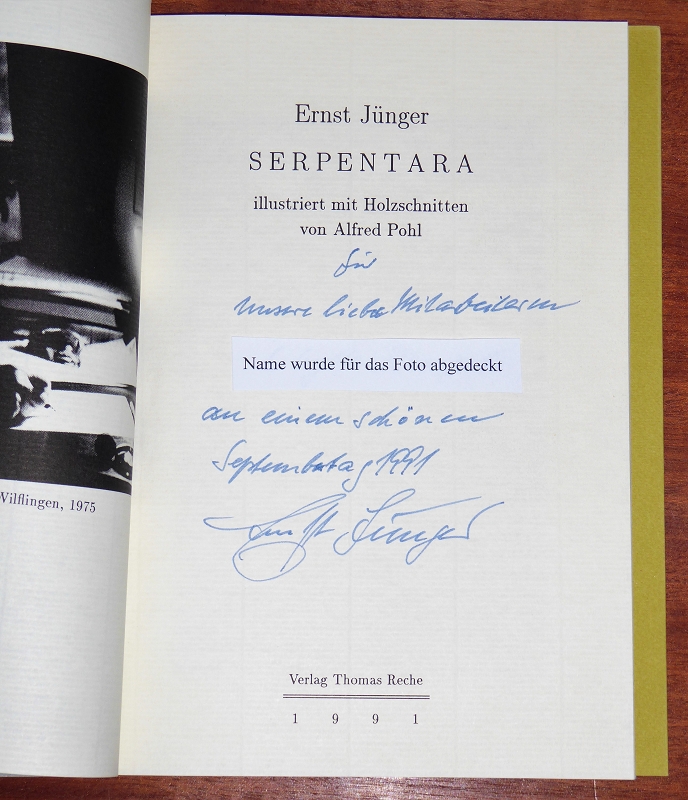 Wilflingen, 1975
Ernst Jünger
SERPENTARA
illustriert mit Holzschnitten
von Alfred Pohl
für
unsere liebe Mitarbeiterin
Name wurde für das Foto abgedeckt
an einem schönen
Septembertag 1991
Ernst Jünger
Verlag Thomas Reche
1 9 9 1